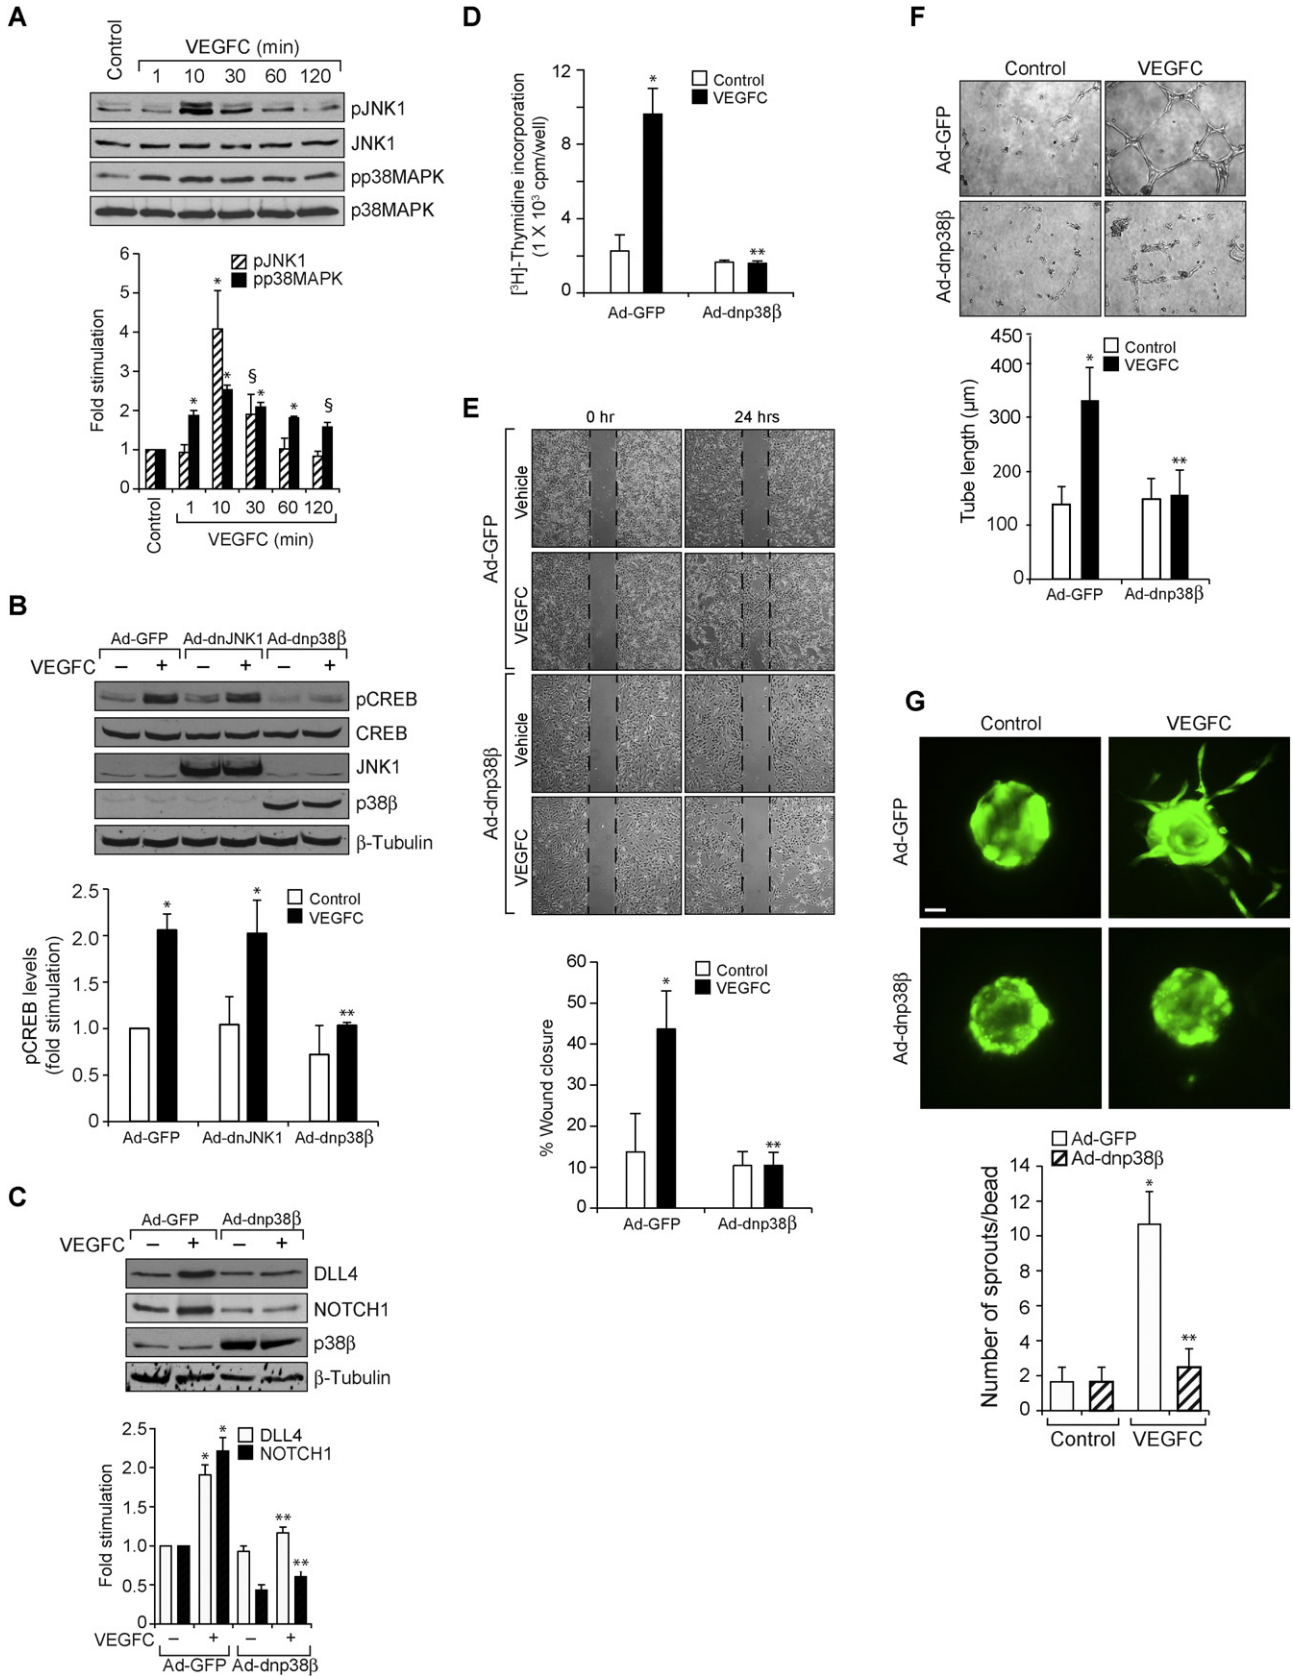 A
Control
VEGFC (min)
1 10 30 60 120
pJNK1
JNK1
pp38MAPK
p38MAPK
6
5
4
3
2
1
0
Fold stimulation
pJNK1
pp38MAPK
* * * § * * §
Control
1 10 30 60 120
VEGFC (min)
B
Ad-GFP Ad-dnJNK1 Ad-dnp38β
VEGFC – + – + – +
pCREB
CREB
JNK1
p38β
β-Tubulin
2.5
2.0
1.5
1.0
0.5
0
pCREB levels
(fold stimulation)
Control
VEGFC
* * **
Ad-GFP Ad-dnJNK1 Ad-dnp38β
C
Ad-GFP Ad-dnp38β
VEGFC – + – +
DLL4
NOTCH1
p38β
β-Tubulin
2.5
2.0
1.5
1.0
0.5
0
Fold stimulation
DLL4
NOTCH1
* * ** **
VEGFC – + – +
Ad-GFP Ad-dnp38β
D
12
8
4
0
[³H]-Thymidine incorporation
(1 X 10³ cpm/well)
Control
VEGFC
* **
Ad-GFP Ad-dnp38β
E
0 hr 24 hrs
Ad-GFP
Vehicle
VEGFC
Ad-dnp38β
Vehicle
VEGFC
60
50
40
30
20
10
0
% Wound closure
Control
VEGFC
* **
Ad-GFP Ad-dnp38β
F
Control VEGFC
Ad-GFP
Ad-dnp38β
450
400
300
200
100
0
Tube length (μm)
Control
VEGFC
* **
Ad-GFP Ad-dnp38β
G
Control VEGFC
Ad-GFP
Ad-dnp38β
Ad-GFP
Ad-dnp38β
14
12
10
8
6
4
2
0
Number of sprouts/bead
* **
Control VEGFC